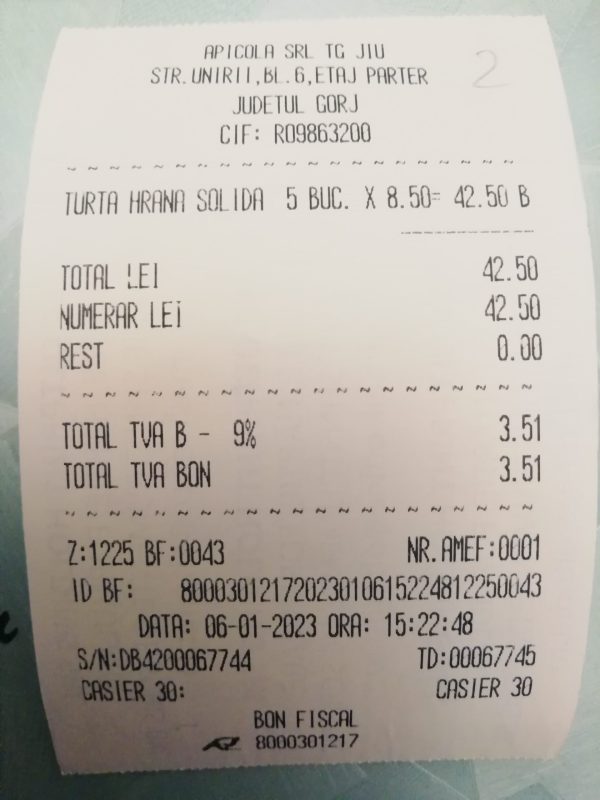 APICOLA SRL TG JIU
2
STR.UNIRII,BL.6,ETAJ PARTER
JUDETUL GORJ
CIF: RO9863200
TURTA HRANA SOLIDA 5 BUC. X 8.50= 42.50 B
TOTAL LEI 42.50
NUMERAR LEI 42.50
REST 0.00
TOTAL TVA B - 9% 3.51
TOTAL TVA BON 3.51
Z:1225 BF:0043 NR.AMEF:0001
ID BF: 80003012172023010615224812250043
DATA: 06-01-2023 ORA: 15:22:48
S/N:DB4200067744 TD:00067745
CASIER 30: CASIER 30
BON FISCAL
8000301217